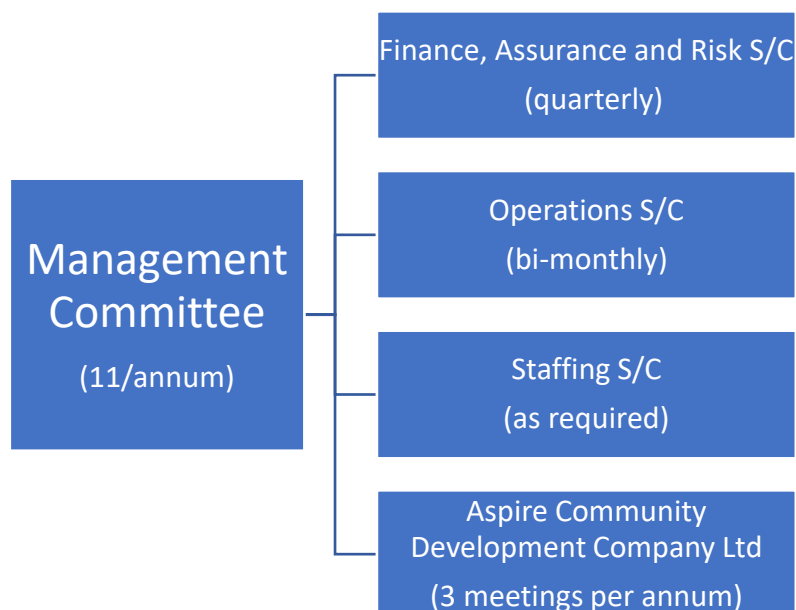 Management
Committee
(11/annum)
Finance, Assurance and Risk S/C
(quarterly)
Operations S/C
(bi-monthly)
Staffing S/C
(as required)
Aspire Community
Development Company Ltd
(3 meetings per annum)